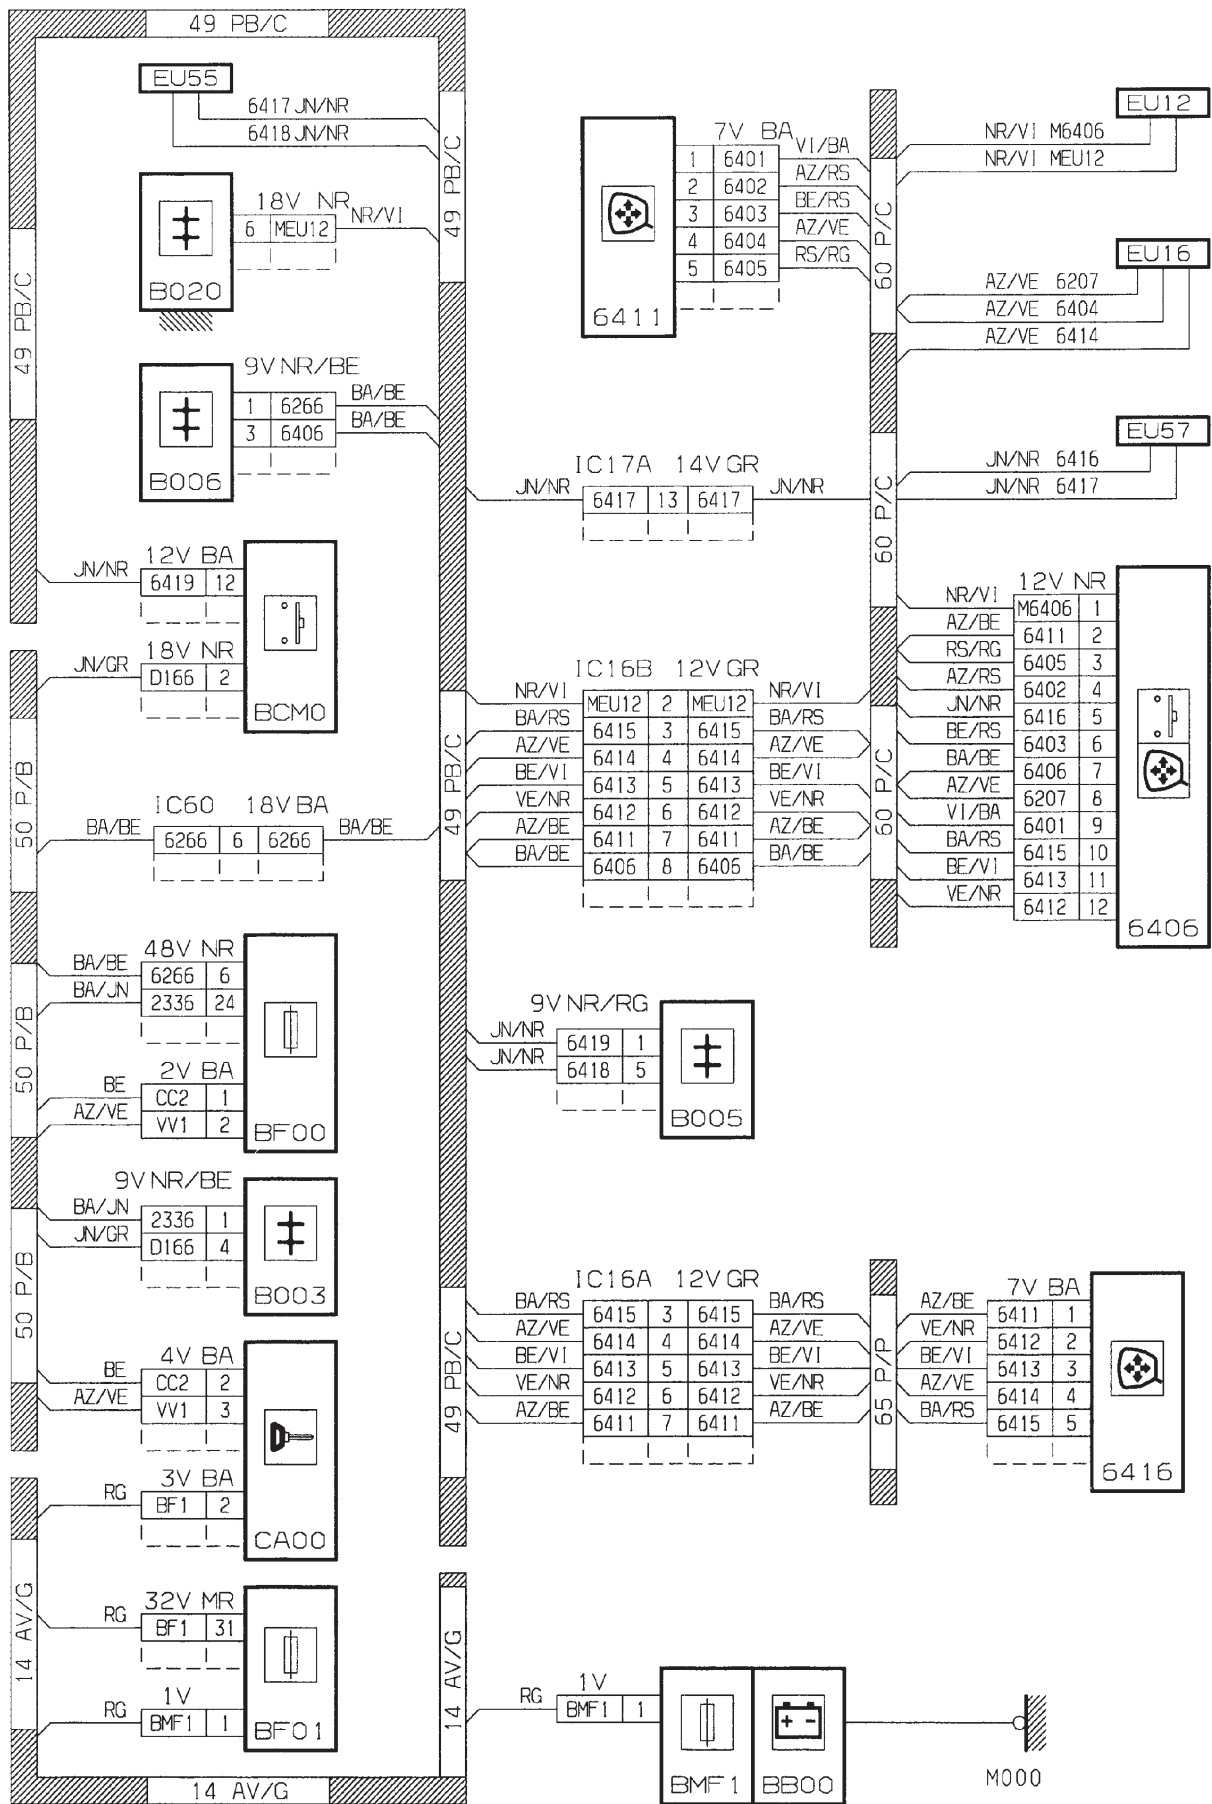 49 PB/C
EU55
6417 JN/NR
6418 JN/NR
49 PB/C
18V NR
6 MEU12 NR/VI
B020
49 PB/C
9V NR/BE
1 6266 BA/BE
3 6406 BA/BE
B006
12V BA
JN/NR 6419 12
18V NR
JN/GR D166 2
BCM0
50 P/B
IC60 18V BA
BA/BE 6266 6 6266 BA/BE
48V NR
BA/BE 6266 6
BA/JN 2336 24
2V BA
BE CC2 1
AZ/VE VV1 2
BF00
50 P/B
9V NR/BE
BA/JN 2336 1
JN/GR D166 4
B003
50 P/B
4V BA
BE CC2 2
AZ/VE VV1 3
3V BA
RG BF1 2
CA00
14 AV/G
32V MR
RG BF1 31
1V
RG BMF1 1
BF01
14 AV/G
7V BA
1 6401 VI/BA
2 6402 AZ/RS
3 6403 BE/RS
4 6404 AZ/VE
5 6405 RS/RG
6411
60 P/C
EU12
NR/VI M6406
NR/VI MEU12
EU16
AZ/VE 6207
AZ/VE 6404
AZ/VE 6414
EU57
JN/NR 6416
JN/NR 6417
IC17A 14V GR
JN/NR 6417 13 6417 JN/NR
60 P/C
49 PB/C
IC16B 12V GR
NR/VI MEU12 2 MEU12 NR/VI
BA/RS 6415 3 6415 BA/RS
AZ/VE 6414 4 6414 AZ/VE
BE/VI 6413 5 6413 BE/VI
VE/NR 6412 6 6412 VE/NR
AZ/BE 6411 7 6411 AZ/BE
BA/BE 6406 8 6406 BA/BE
60 P/C
12V NR
NR/VI M6406 1
AZ/BE 6411 2
RS/RG 6405 3
AZ/RS 6402 4
JN/NR 6416 5
BE/RS 6403 6
BA/BE 6406 7
AZ/VE 6207 8
VI/BA 6401 9
BA/RS 6415 10
BE/VI 6413 11
VE/NR 6412 12
6406
9V NR/RG
JN/NR 6419 1
JN/NR 6418 5
B005
49 PB/C
IC16A 12V GR
BA/RS 6415 3 6415 BA/RS
AZ/VE 6414 4 6414 AZ/VE
BE/VI 6413 5 6413 BE/VI
VE/NR 6412 6 6412 VE/NR
AZ/BE 6411 7 6411 AZ/BE
65 P/P
7V BA
AZ/BE 6411 1
VE/NR 6412 2
BE/VI 6413 3
AZ/VE 6414 4
BA/RS 6415 5
6416
14 AV/G
1V
RG BMF1 1
BMF1
+ -
BB00
M000